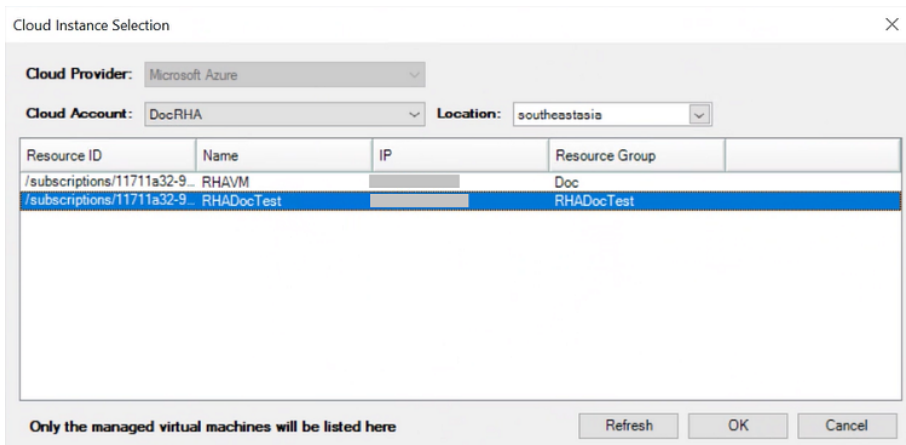 Cloud Instance Selection
Cloud Provider: Microsoft Azure
Cloud Account: DocRHA Location: southeastasia
Resource ID Name IP Resource Group
/subscriptions/11711a32-9... RHAVM Doc
/subscriptions/11711a32-9... RHADocTest RHADocTest
Only the managed virtual machines will be listed here Refresh OK Cancel